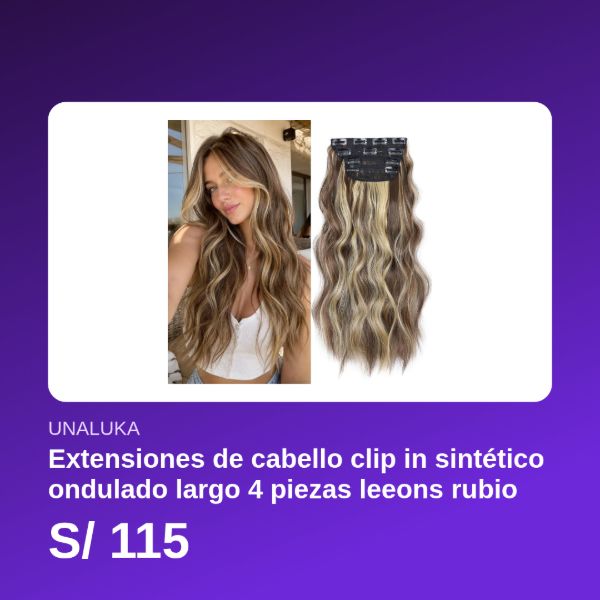 UNALUKA
Extensiones de cabello clip in sintético
ondulado largo 4 piezas leeons rubio
S/ 115